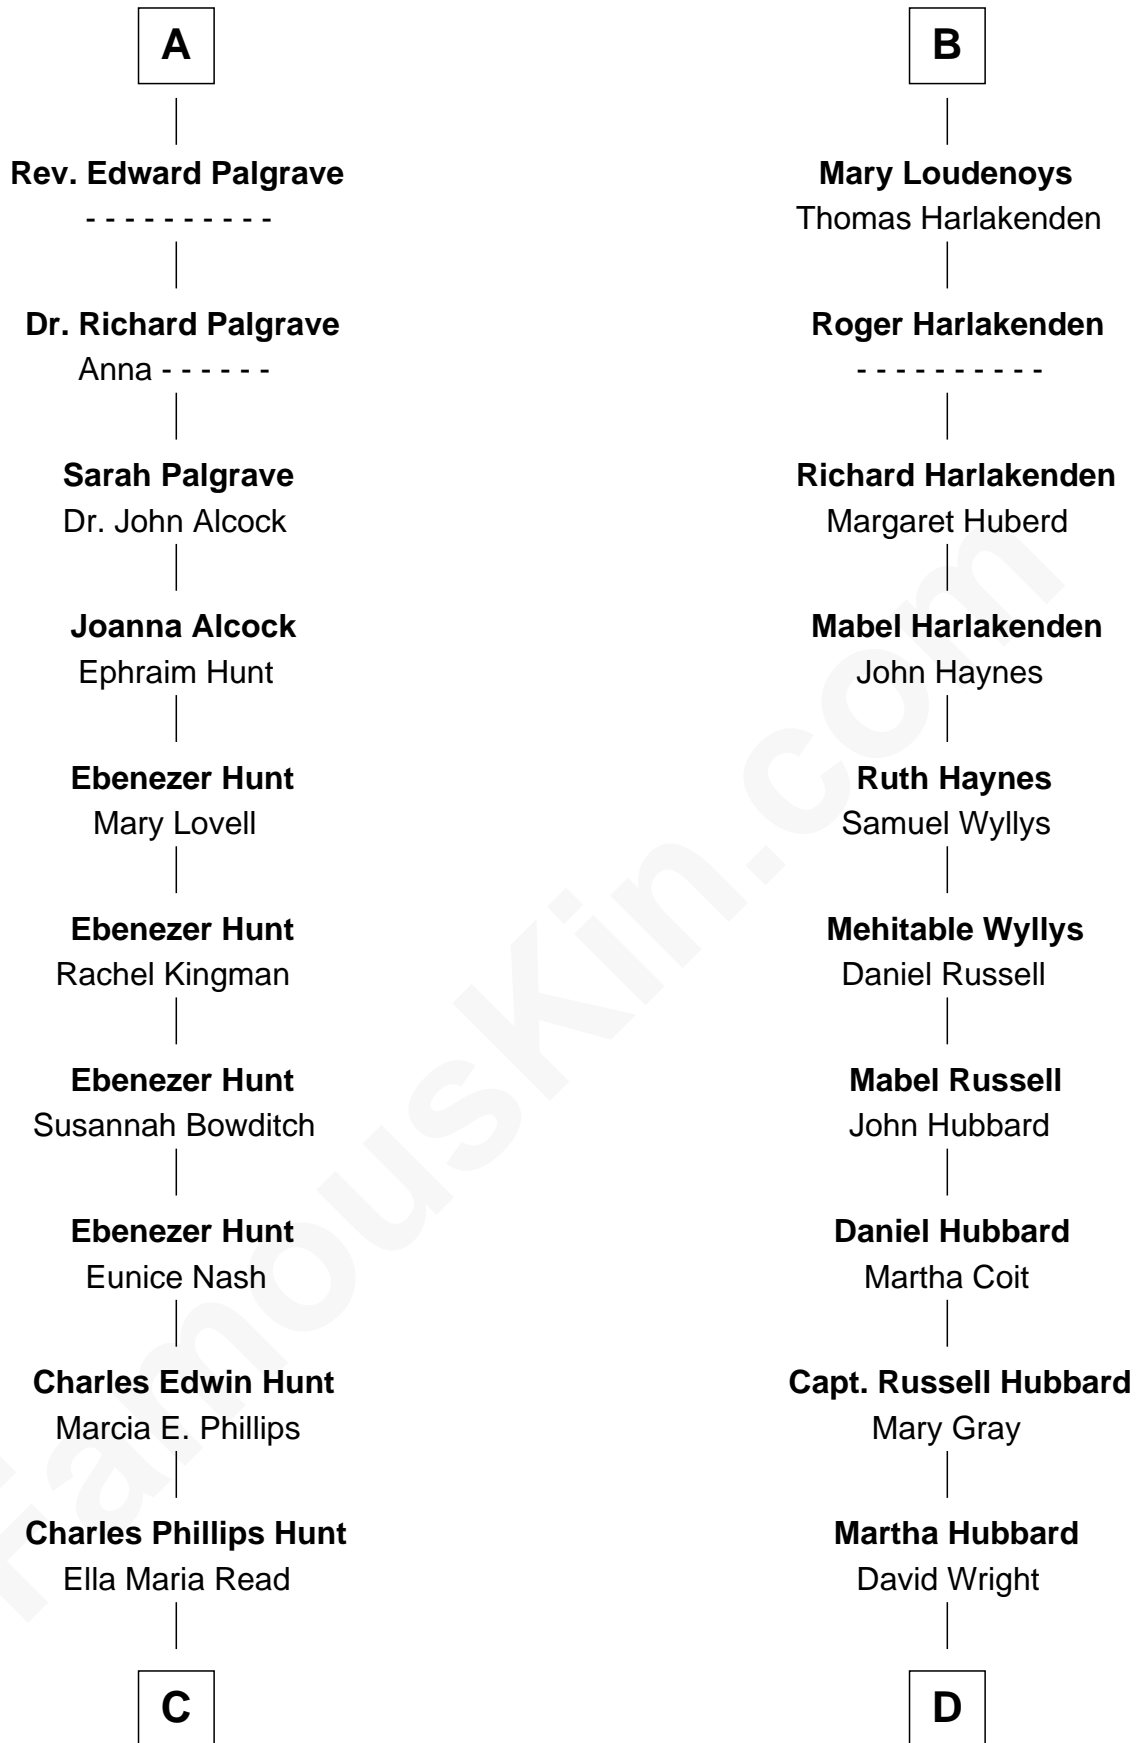 A
Rev. Edward Palgrave
- - - - - - - - - -
Dr. Richard Palgrave
Anna - - - - - -
Sarah Palgrave
Dr. John Alcock
Joanna Alcock
Ephraim Hunt
Ebenezer Hunt
Mary Lovell
Ebenezer Hunt
Rachel Kingman
Ebenezer Hunt
Susannah Bowditch
Ebenezer Hunt
Eunice Nash
Charles Edwin Hunt
Marcia E. Phillips
Charles Phillips Hunt
Ella Maria Read
C
B
Mary Loudenoys
Thomas Harlakenden
Roger Harlakenden
- - - - - - - - - -
Richard Harlakenden
Margaret Huberd
Mabel Harlakenden
John Haynes
Ruth Haynes
Samuel Wyllys
Mehitable Wyllys
Daniel Russell
Mabel Russell
John Hubbard
Daniel Hubbard
Martha Coit
Capt. Russell Hubbard
Mary Gray
Martha Hubbard
David Wright
D
FamousKin.com